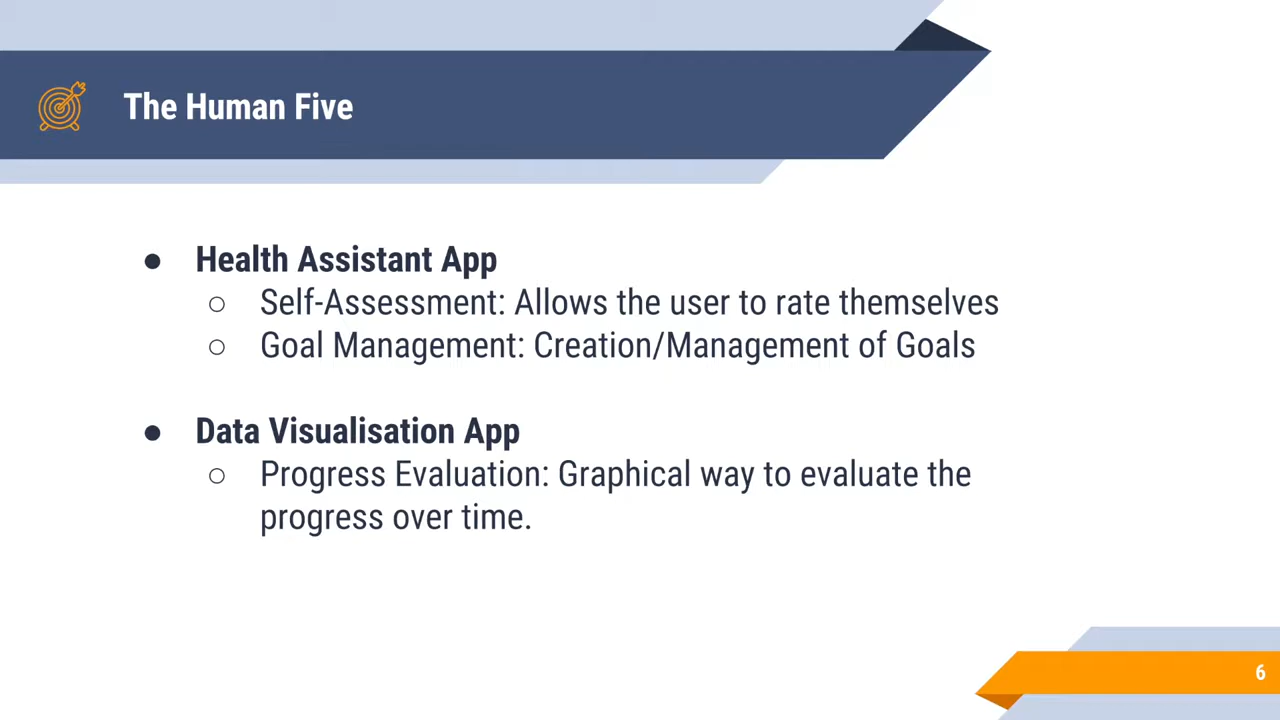 The Human Five
● Health Assistant App
○ Self-Assessment: Allows the user to rate themselves
○ Goal Management: Creation/Management of Goals
● Data Visualisation App
○ Progress Evaluation: Graphical way to evaluate the
progress over time.
6